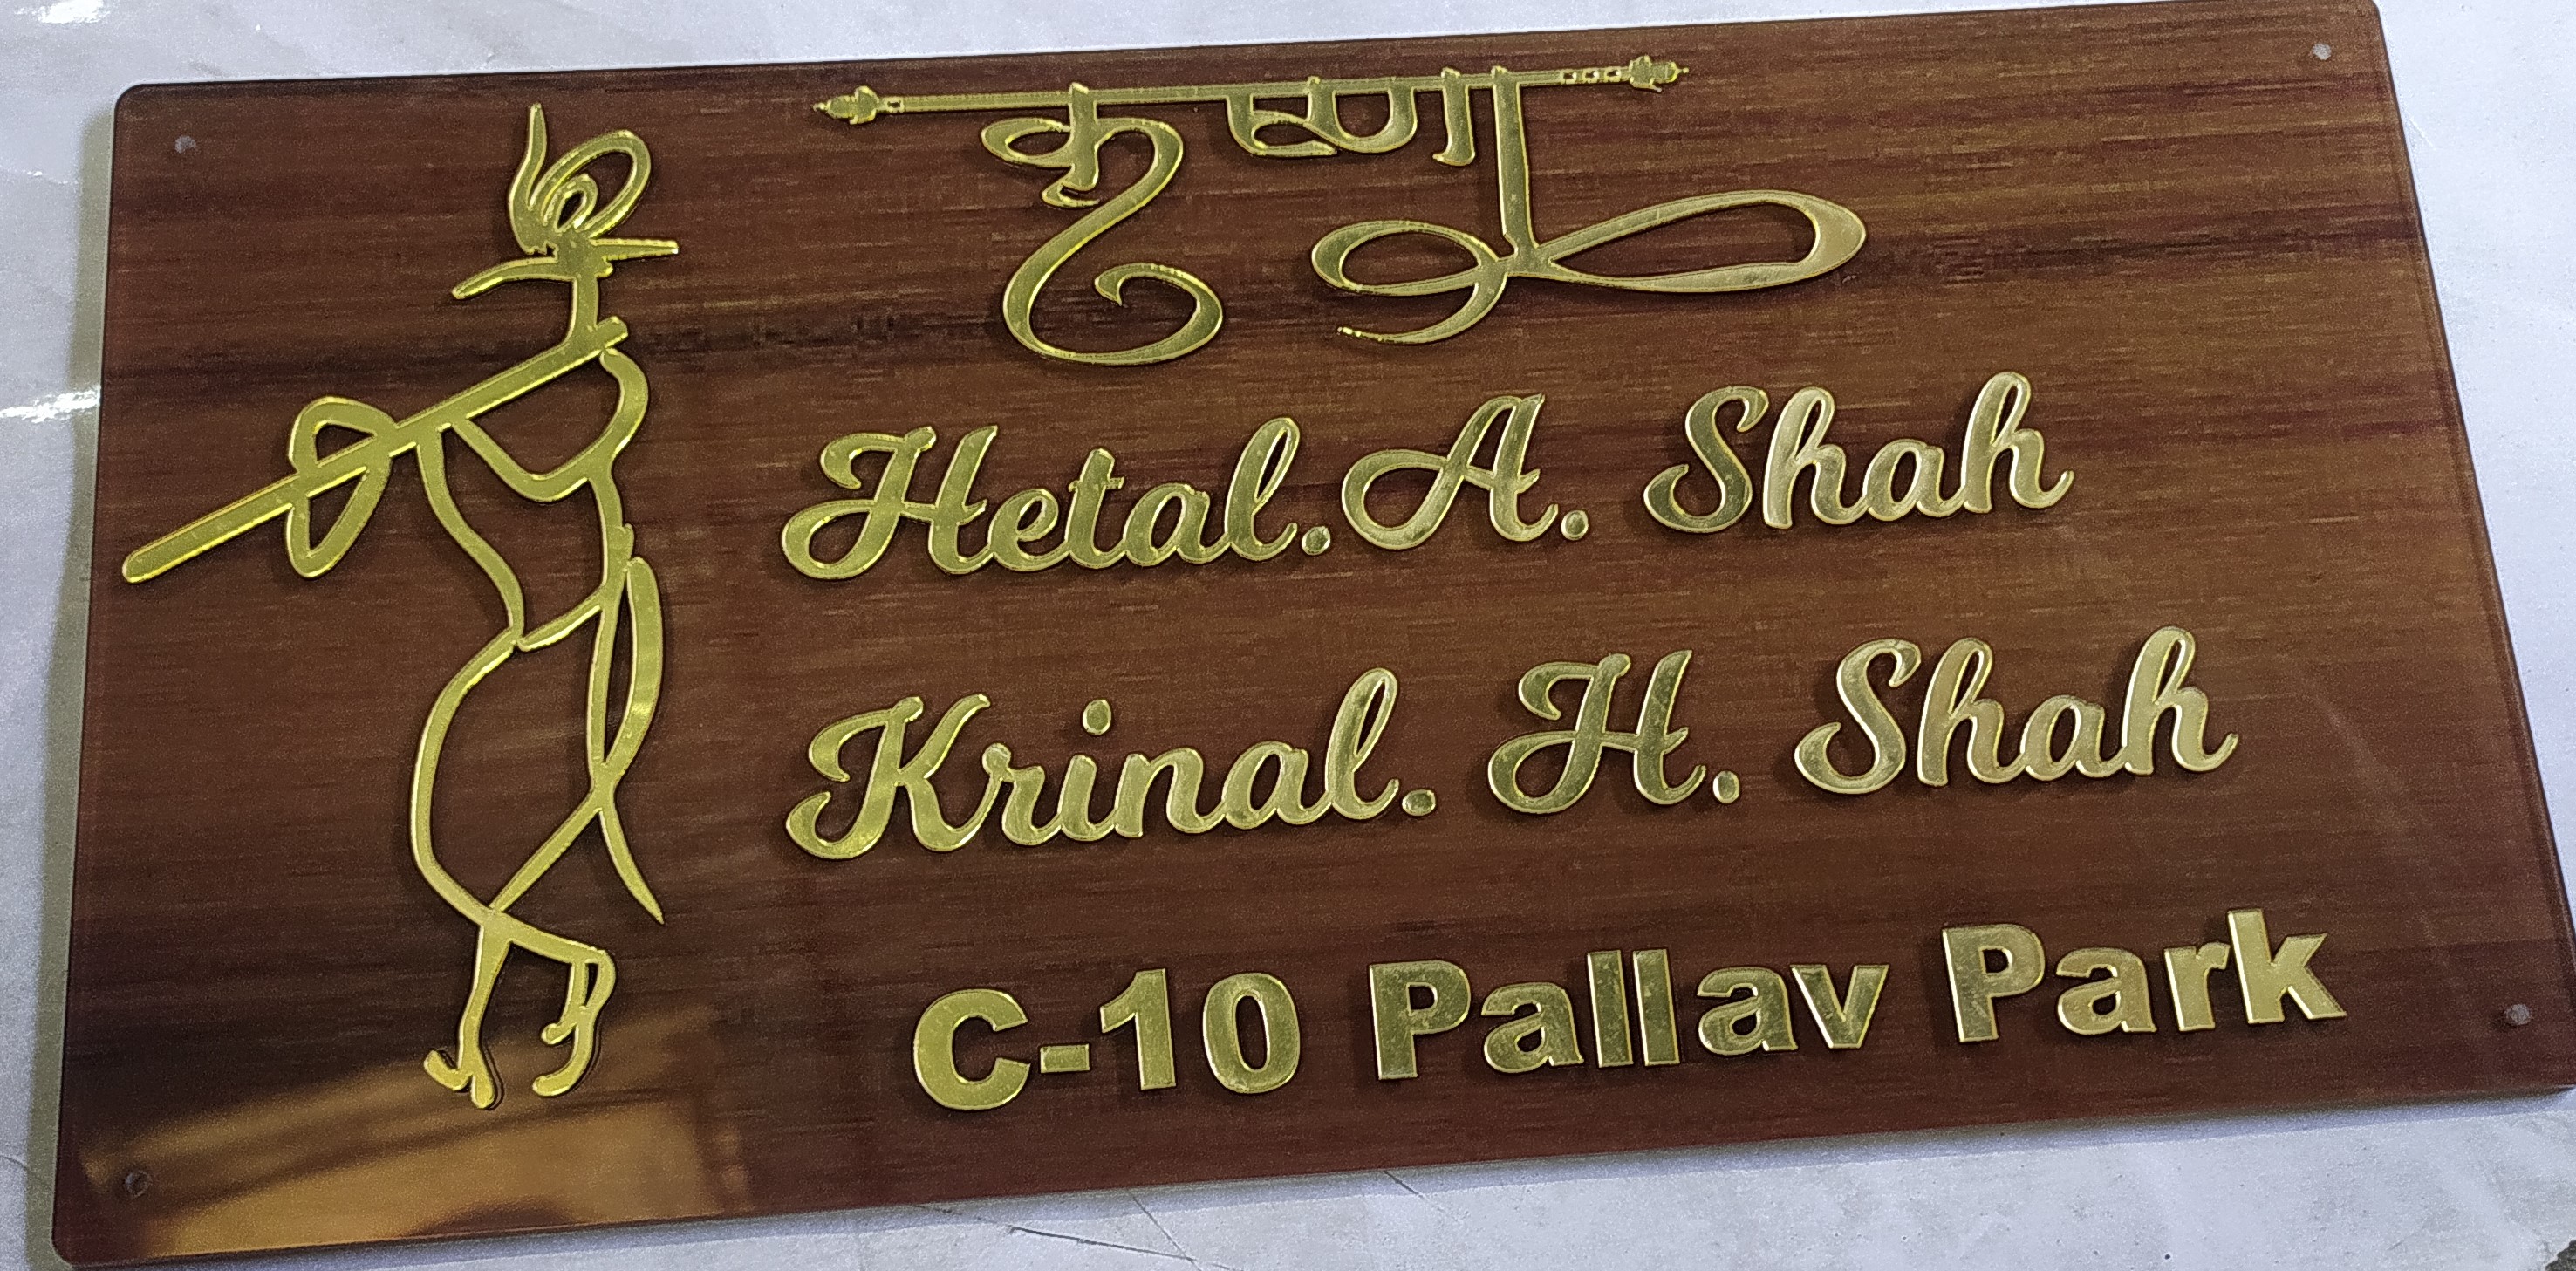 कृष्णा
Hetal.A. Shah
Krinal. H. Shah
C-10 Pallav Park